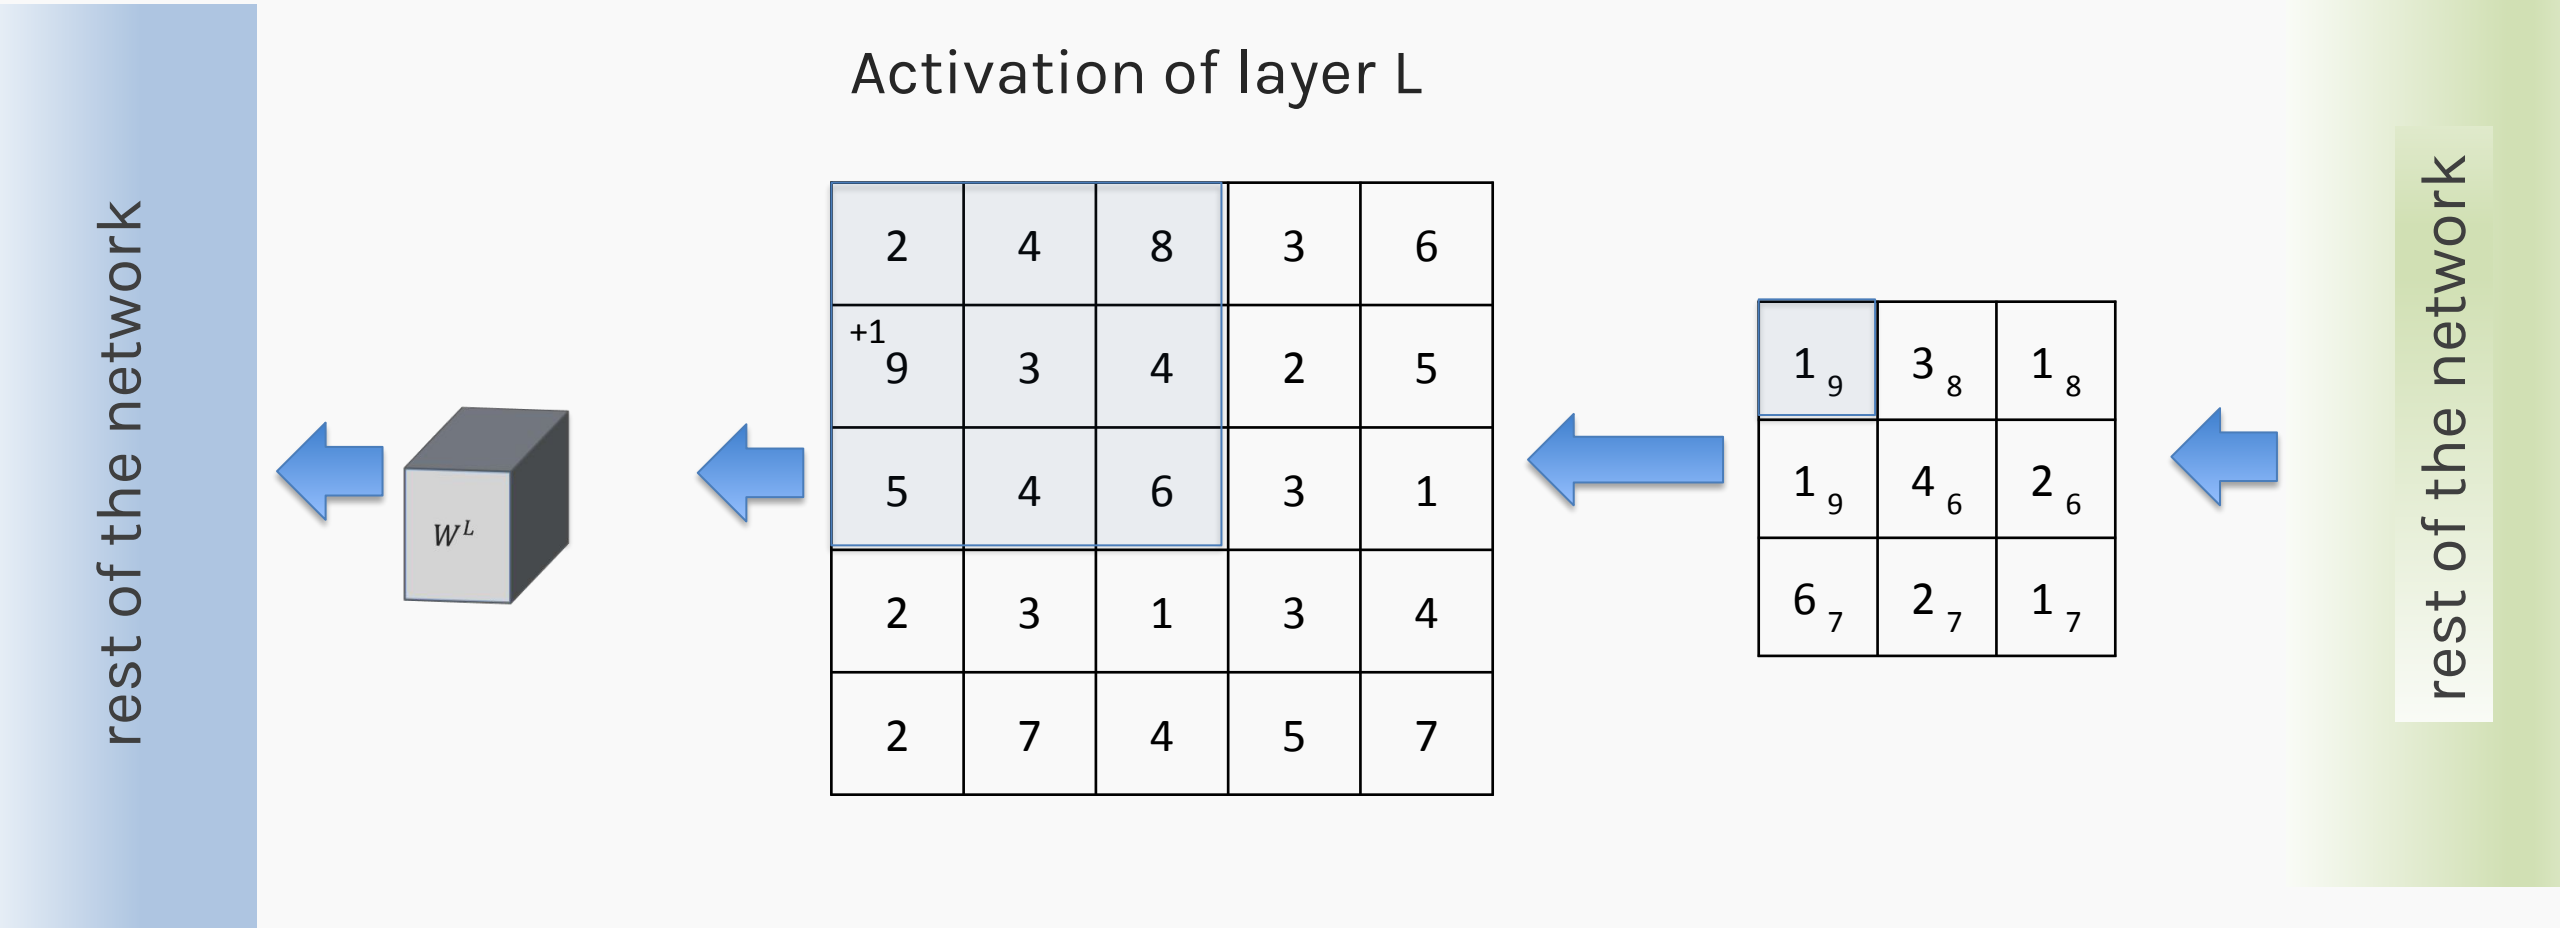 Activation of layer L
rest of the network
W^L
2 4 8 3 6
+1
9 3 4 2 5
5 4 6 3 1
2 3 1 3 4
2 7 4 5 7
1 9 3 8 1 8
1 9 4 6 2 6
6 7 2 7 1 7
rest of the network